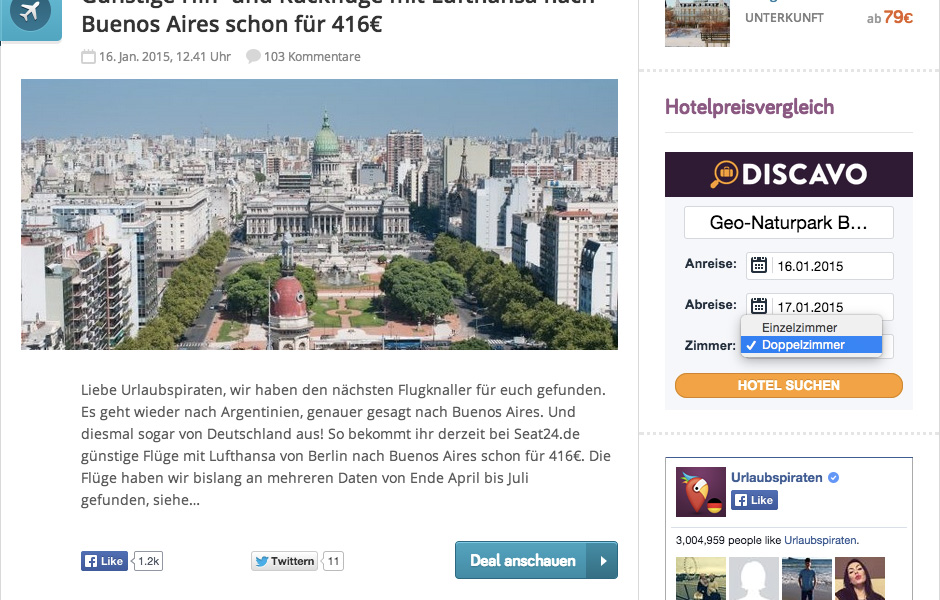 Günstige Hin- und Rückflüge mit Lufthansa nach
Buenos Aires schon für 416€
16. Jan. 2015, 12.41 Uhr
103 Kommentare
Liebe Urlaubspiraten, wir haben den nächsten Flugknaller für euch gefunden.
Es geht wieder nach Argentinien, genauer gesagt nach Buenos Aires. Und
diesmal sogar von Deutschland aus! So bekommt ihr derzeit bei Seat24.de
günstige Flüge mit Lufthansa von Berlin nach Buenos Aires schon für 416€. Die
Flüge haben wir bislang an mehreren Daten von Ende April bis Juli
gefunden, siehe...
Like 1.2k
Twittern 11
Deal anschauen
UNTERKUNFT ab 79€
Hotelpreisvergleich
DISCAVO
Geo-Naturpark B...
Anreise: 16.01.2015
Abreise: 17.01.2015
Einzelzimmer
Zimmer: ✓ Doppelzimmer
HOTEL SUCHEN
Urlaubspiraten
Like
3,004,959 people like Urlaubspiraten.